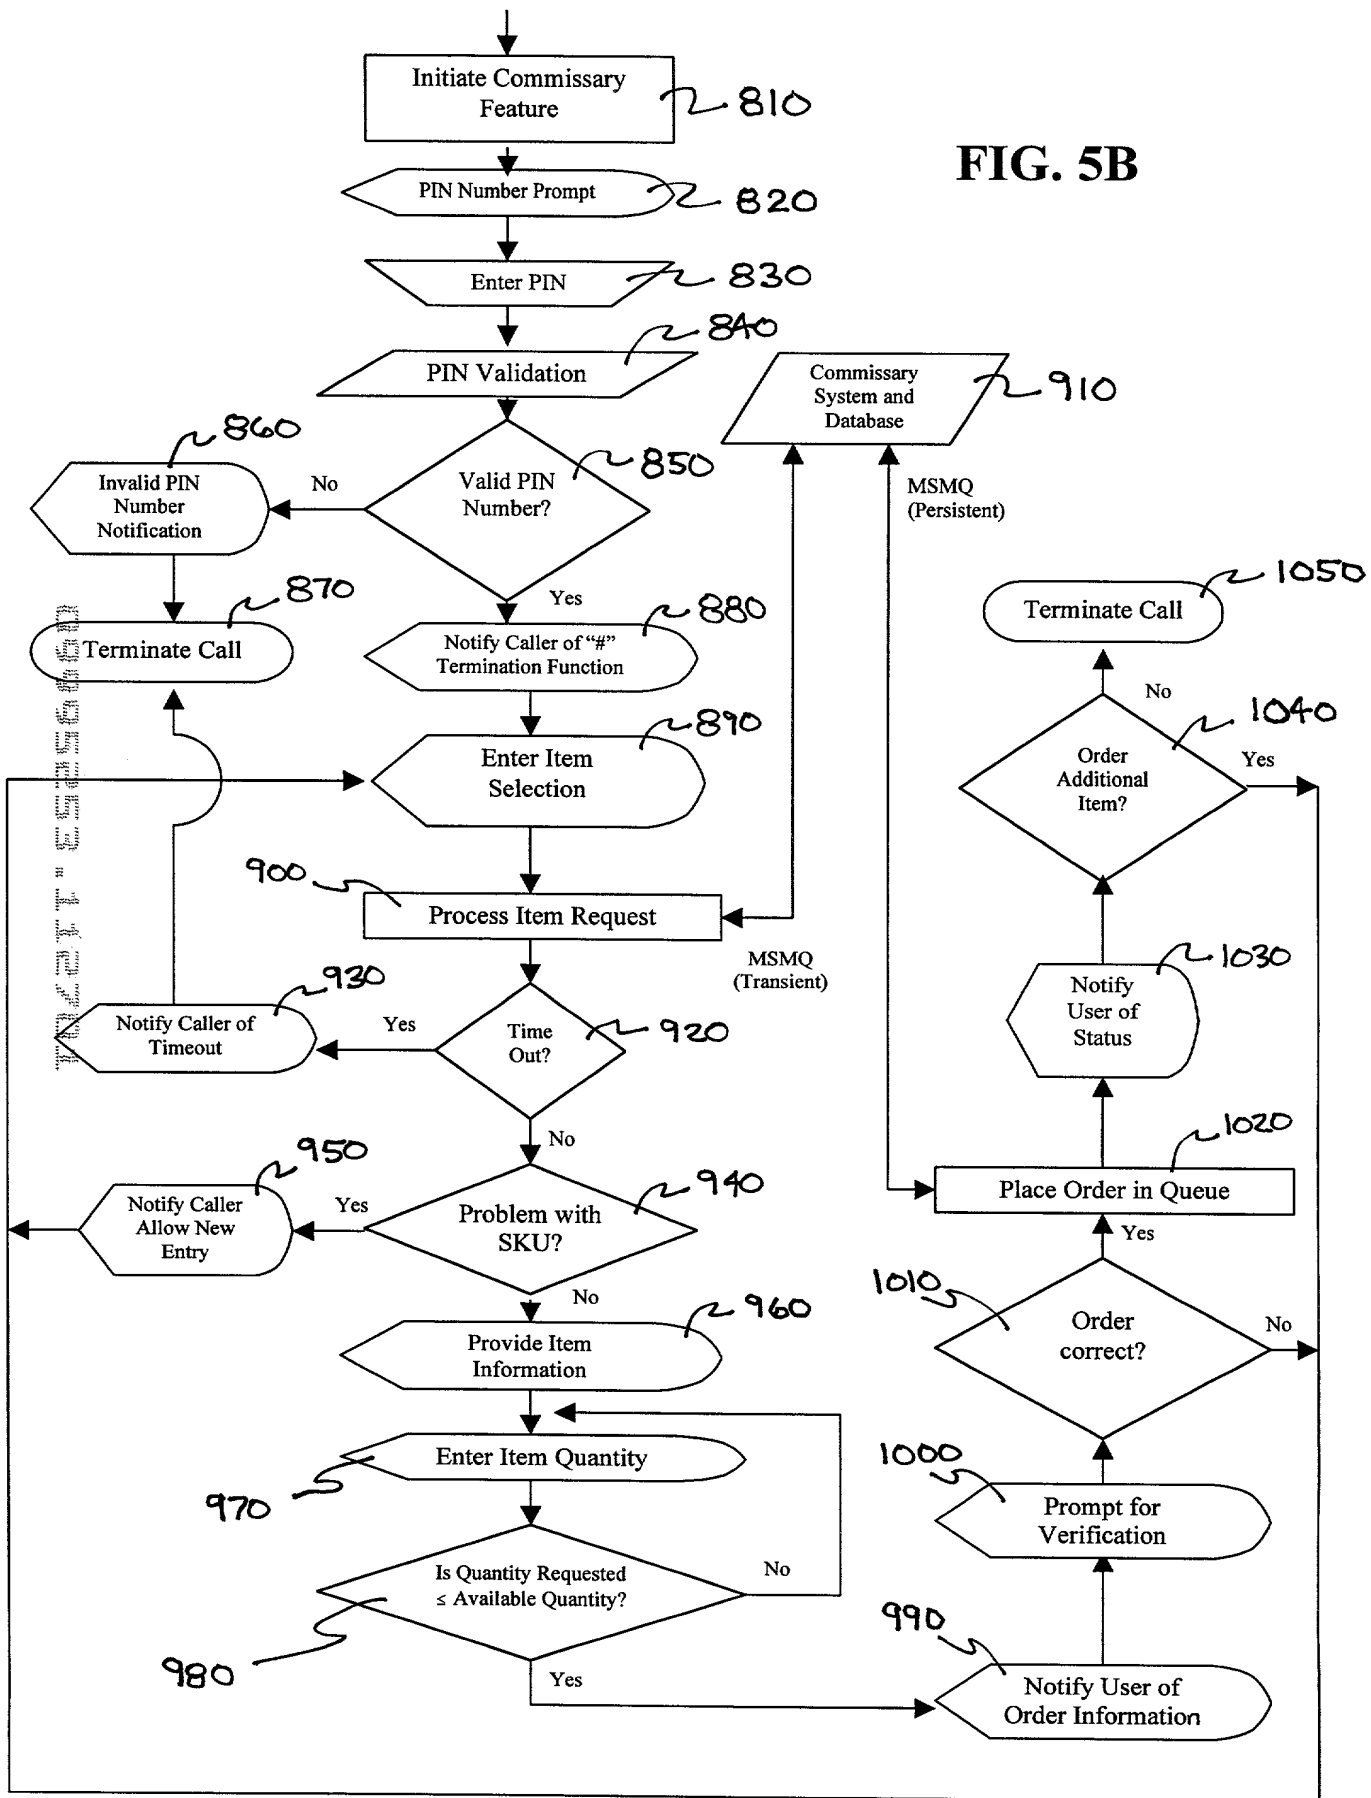 Initiate Commissary
Feature
810
FIG. 5B
PIN Number Prompt
820
Enter PIN
830
840
PIN Validation
Commissary
System and
Database
910
860
850
Invalid PIN
Number
Notification
No
Valid PIN
Number?
MSMQ
(Persistent)
870
Yes
880
1050
Terminate Call
Notify Caller of “#”
Termination Function
Terminate Call
No
890
1040
Enter Item
Selection
Order
Additional
Item?
Yes
900
Process Item Request
MSMQ
(Transient)
930
1030
Notify Caller of
Timeout
Yes
Time
Out?
920
Notify
User of
Status
No
950
1020
940
Notify Caller
Allow New
Entry
Yes
Problem with
SKU?
Place Order in Queue
Yes
No
960
1010
Provide Item
Information
Order
correct?
No
Enter Item Quantity
970
1000
Prompt for
Verification
Is Quantity Requested
≤ Available Quantity?
No
980
990
Yes
Notify User of
Order Information